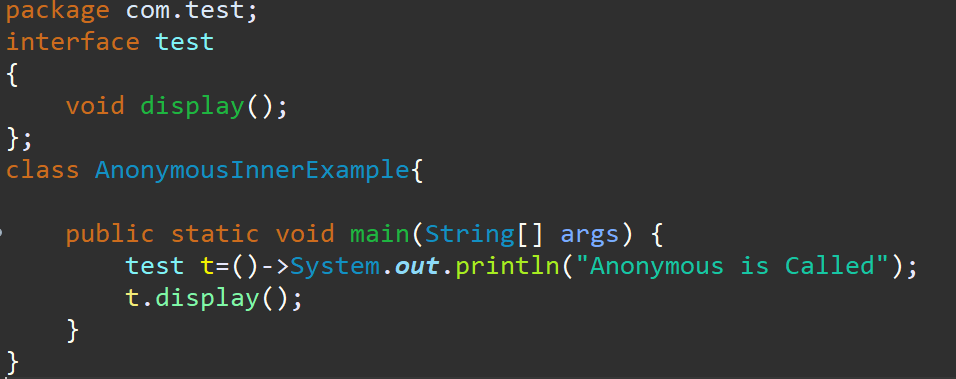 package com.test;
interface test
{
    void display();
};
class AnonymousInnerExample{

    public static void main(String[] args) {
        test t=()->System.out.println("Anonymous is Called");
        t.display();
    }
}